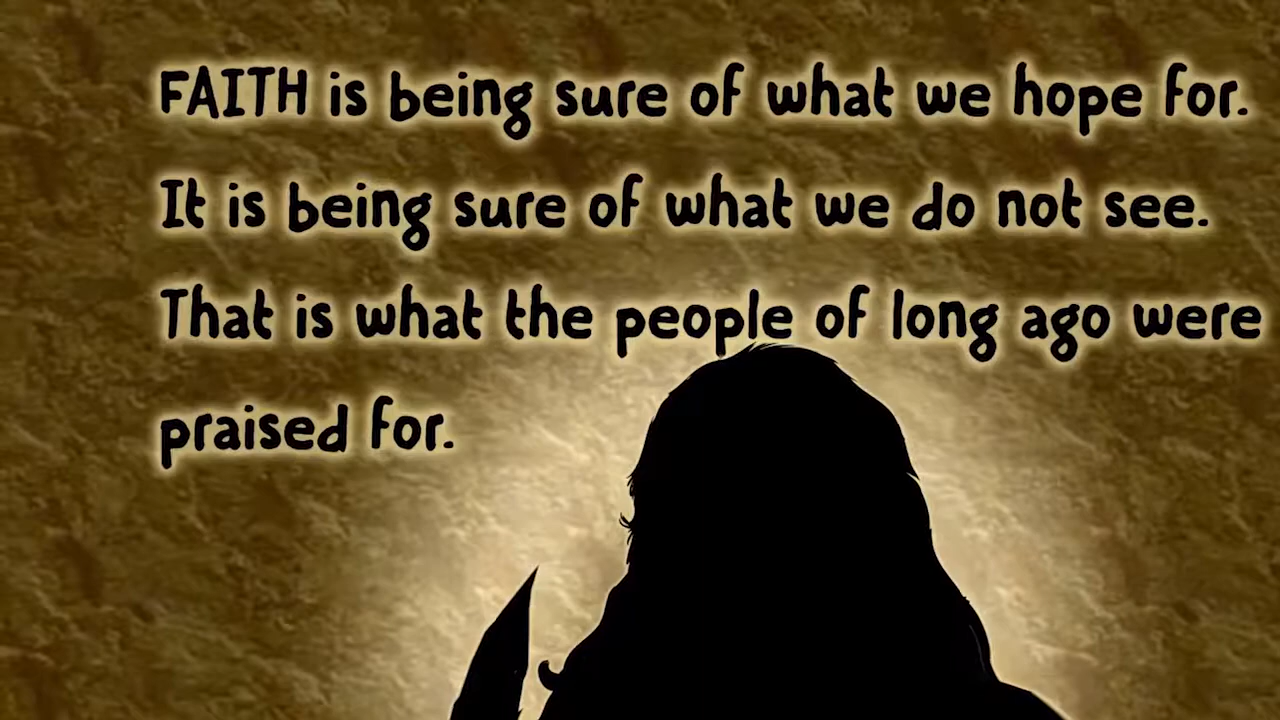 FAITH is being sure of what we hope for.
It is being sure of what we do not see.
That is what the people of long ago were
praised for.